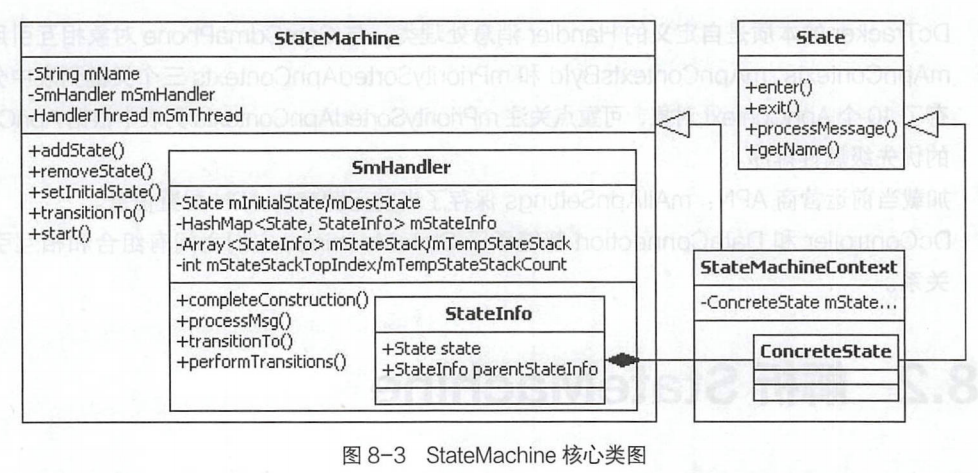 StateMachine
-String mName
-SmHandler mSmHandler
-HandlerThread mSmThread
+addState()
+removeState()
+setInitialState()
+transitionTo()
+start()
SmHandler
-State mInitialState/mDestState
-HashMap<State, StateInfo> mStateInfo
-Array<StateInfo> mStateStack/mTempStateStack
-int mStateStackTopIndex/mTempStateStackCount
+completeConstruction()
+processMsg()
+transitionTo()
+performTransitions()
StateInfo
+State state
+StateInfo parentStateInfo
State
+enter()
+exit()
+processMessage()
+getName()
StateMachineContext
-ConcreteState mState...
ConcreteState
图 8-3 StateMachine 核心类图